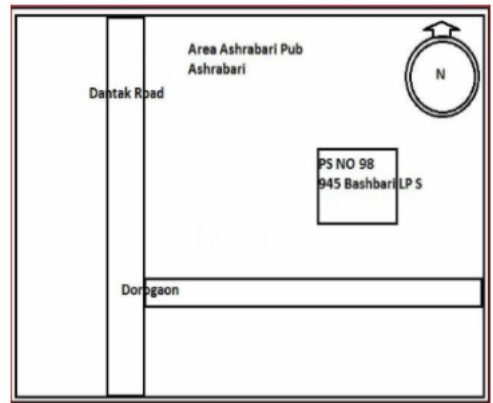 Area Ashrabari Pub
Ashrabari
N
Dantak Road
PS NO 98
945 Bashbari LP S
Dorogaon